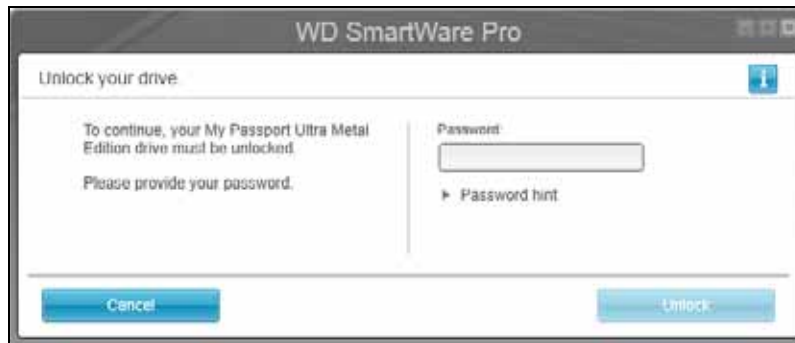 WD SmartWare Pro
Unlock your drive
To continue, your My Passport Ultra Metal
Edition drive must be unlocked.
Please provide your password.
Password
Password hint
Cancel
Unlock